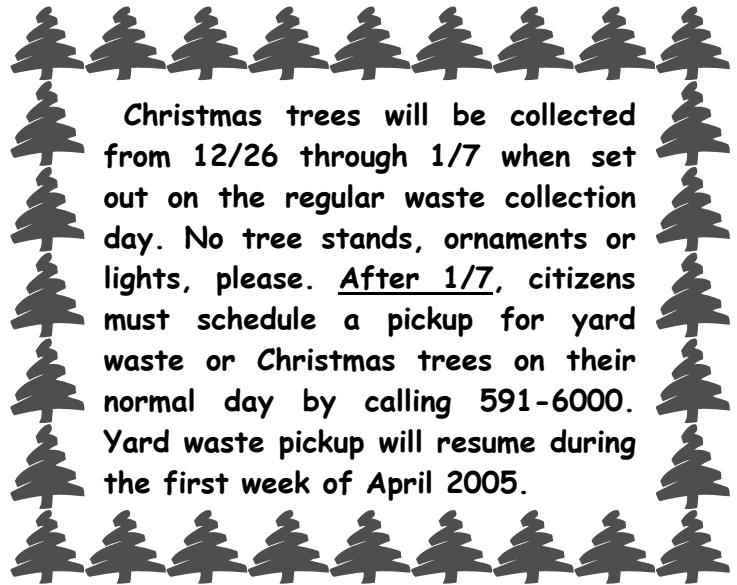 Christmas trees will be collected
from 12/26 through 1/7 when set
out on the regular waste collection
day. No tree stands, ornaments or
lights, please. After 1/7, citizens
must schedule a pickup for yard
waste or Christmas trees on their
normal day by calling 591-6000.
Yard waste pickup will resume during
the first week of April 2005.